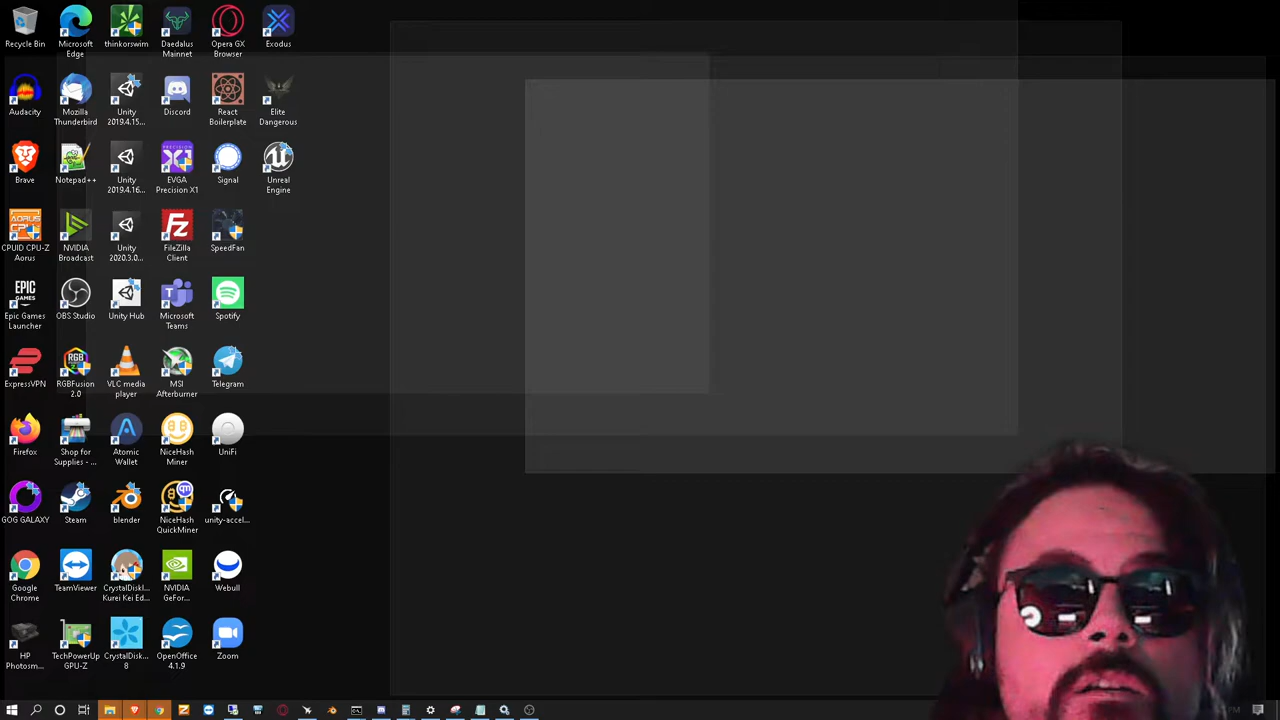 Recycle Bin
Microsoft
Edge
thinkorswim
Daedalus
Mainnet
Opera GX
Browser
Exodus
Audacity
Mozilla
Thunderbird
Unity
2019.4.15...
Discord
React
Boilerplate
Elite
Dangerous
Brave
Notepad++
Unity
2019.4.16...
EVGA
Precision X1
Signal
Unreal
Engine
CPUID CPU-Z
Aorus
NVIDIA
Broadcast
Unity
2020.3.0...
FileZilla
Client
SpeedFan
EPIC
GAMES
Epic Games
Launcher
OBS Studio
Unity Hub
Microsoft
Teams
Spotify
ExpressVPN
RGBFusion
2.0
VLC media
player
MSI
Afterburner
Telegram
Firefox
Shop for
Supplies - ...
Atomic
Wallet
NiceHash
Miner
UniFi
GOG GALAXY
Steam
blender
NiceHash
QuickMiner
unity-accel...
Google
Chrome
TeamViewer
CrystalDiskI...
Kurei Kei Ed...
NVIDIA
GeFor...
Webull
HP
Photosm...
TechPowerUp
GPU-Z
CrystalDisk...
8
OpenOffice
4.1.9
Zoom